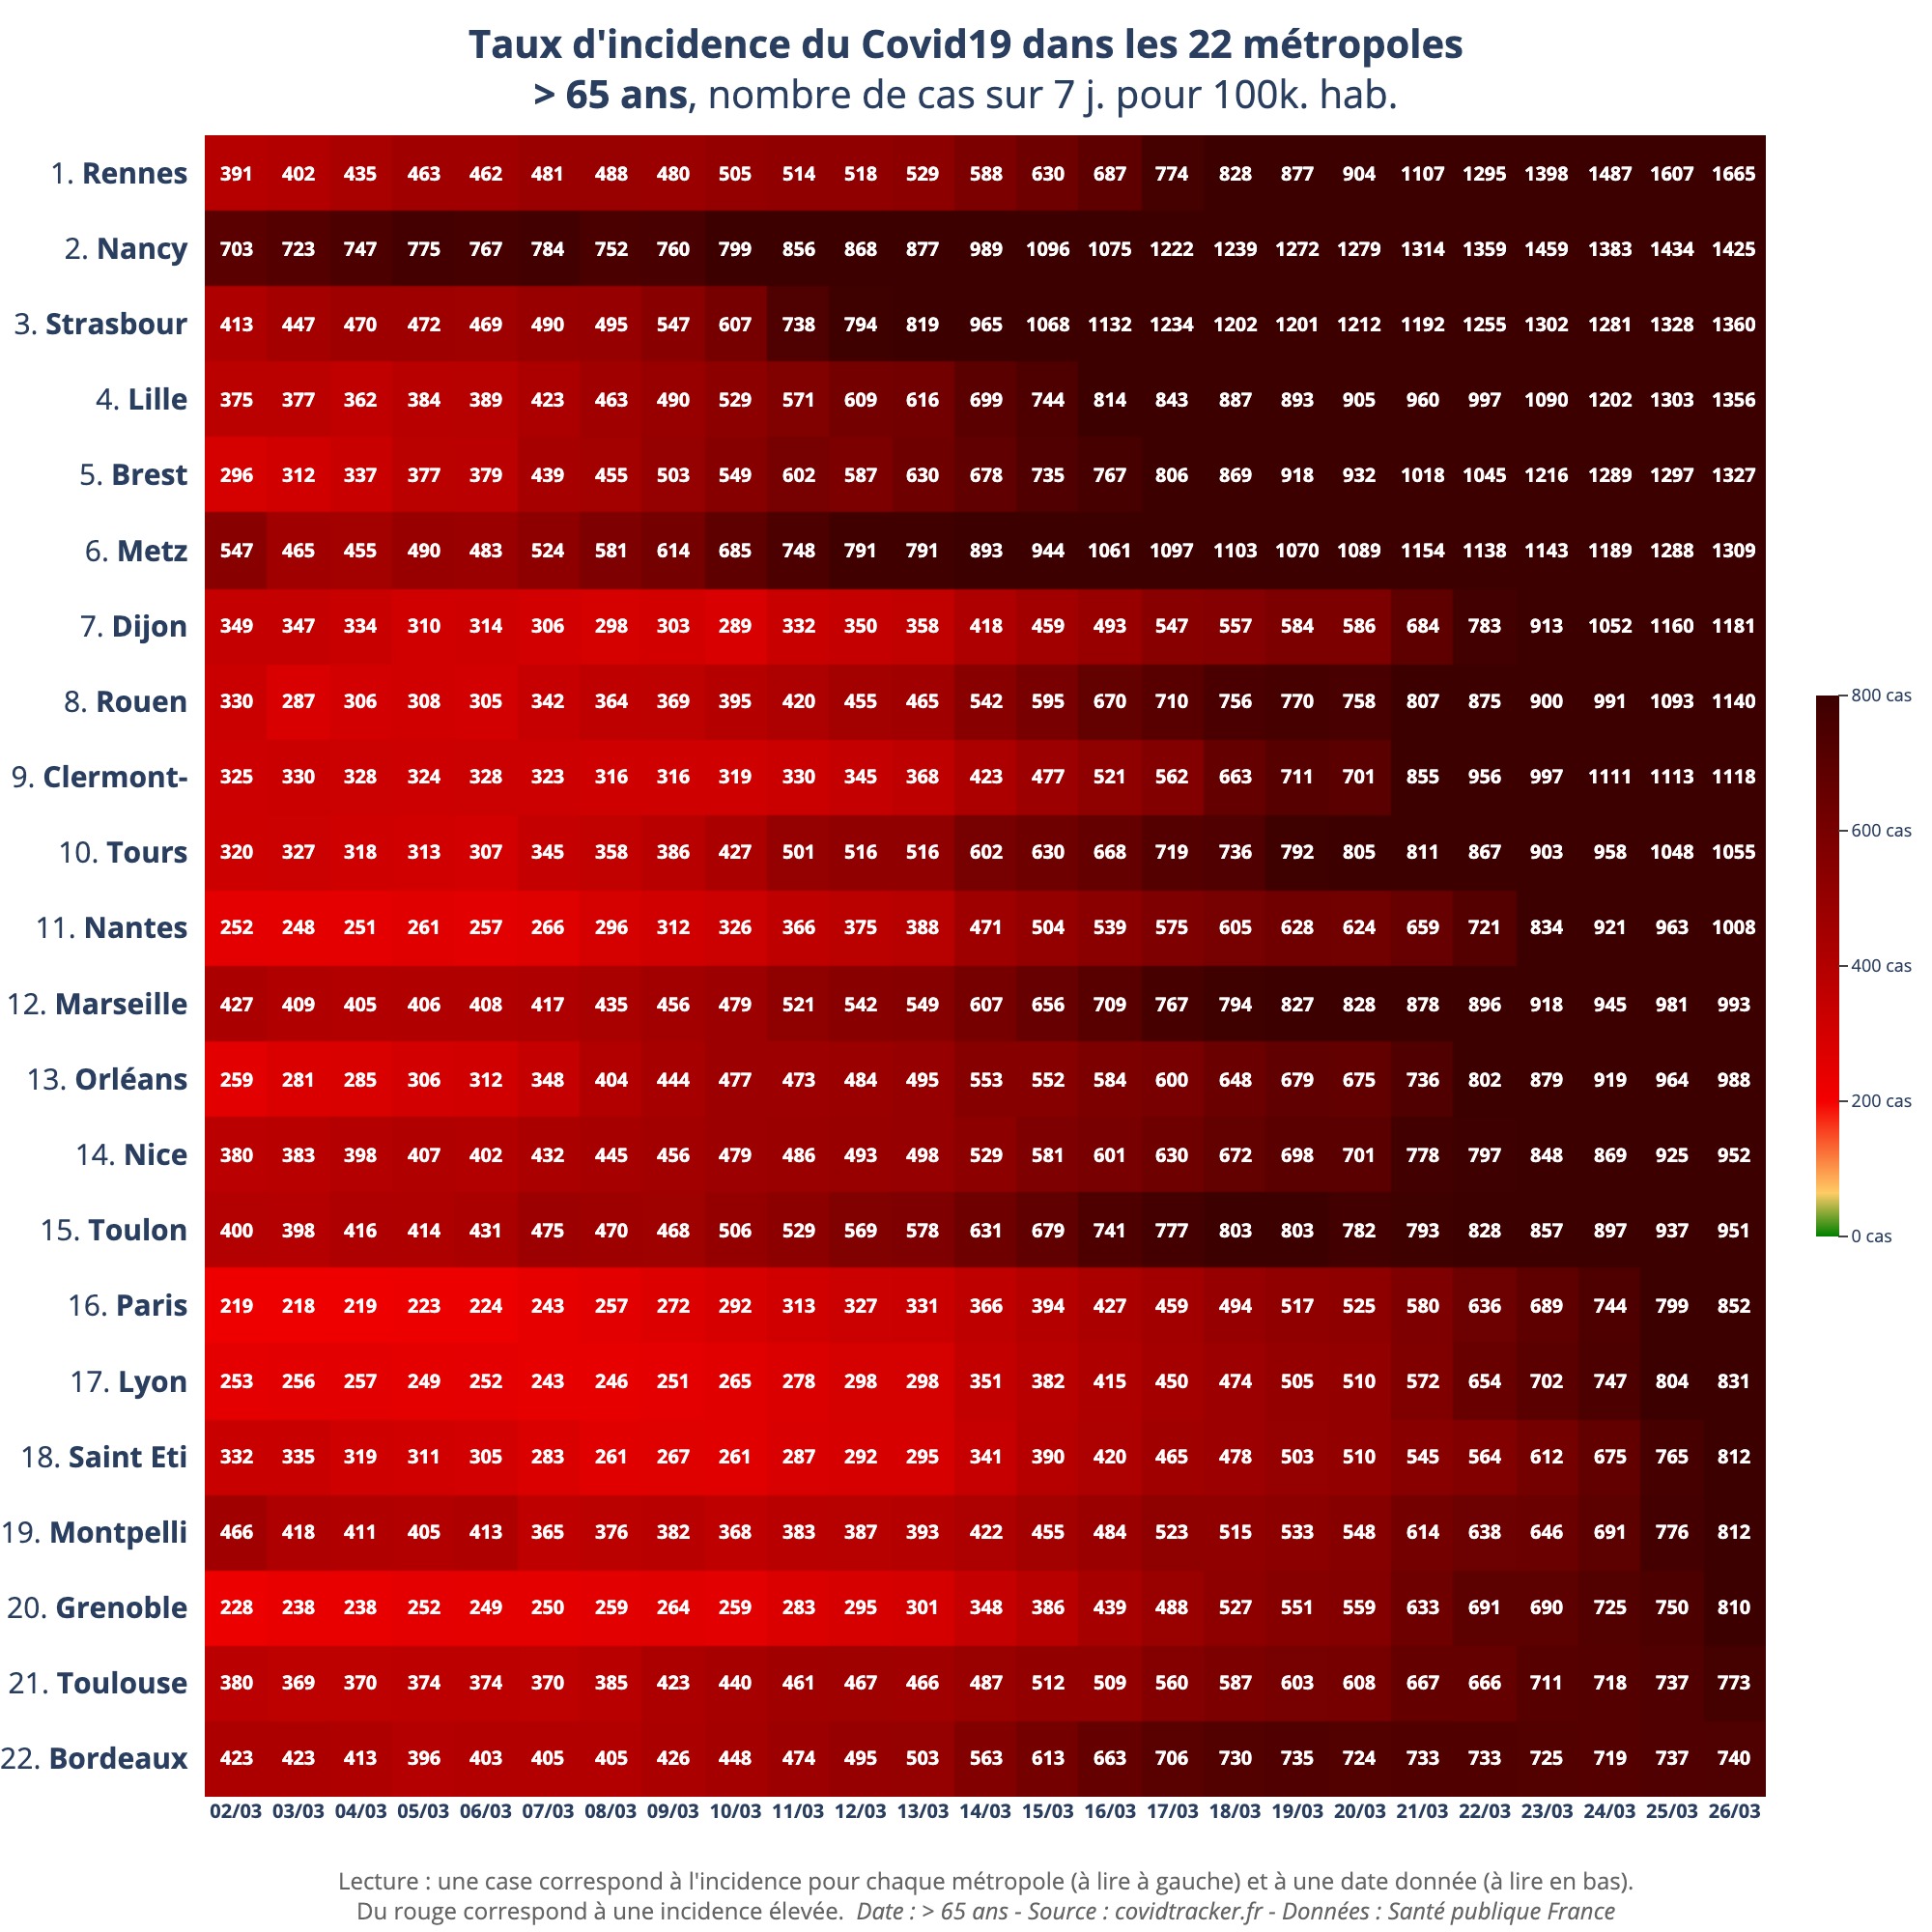 Taux d'incidence du Covid19 dans les 22 métropoles
> 65 ans, nombre de cas sur 7 j. pour 100k. hab.
1. Rennes 391 402 435 463 462 481 488 480 505 514 518 529 588 630 687 774 828 877 904 1107 1295 1398 1487 1607 1665
2. Nancy 703 723 747 775 767 784 752 760 799 856 868 877 989 1096 1075 1222 1239 1272 1279 1314 1359 1459 1383 1434 1425
3. Strasbour 413 447 470 472 469 490 495 547 607 738 794 819 965 1068 1132 1234 1202 1201 1212 1192 1255 1302 1281 1328 1360
4. Lille 375 377 362 384 389 423 463 490 529 571 609 616 699 744 814 843 887 893 905 960 997 1090 1202 1303 1356
5. Brest 296 312 337 377 379 439 455 503 549 602 587 630 678 735 767 806 869 918 932 1018 1045 1216 1289 1297 1327
6. Metz 547 465 455 490 483 524 581 614 685 748 791 791 893 944 1061 1097 1103 1070 1089 1154 1138 1143 1189 1288 1309
7. Dijon 349 347 334 310 314 306 298 303 289 332 350 358 418 459 493 547 557 584 586 684 783 913 1052 1160 1181
8. Rouen 330 287 306 308 305 342 364 369 395 420 455 465 542 595 670 710 756 770 758 807 875 900 991 1093 1140
9. Clermont- 325 330 328 324 328 323 316 316 319 330 345 368 423 477 521 562 663 711 701 855 956 997 1111 1113 1118
10. Tours 320 327 318 313 307 345 358 386 427 501 516 516 602 630 668 719 736 792 805 811 867 903 958 1048 1055
11. Nantes 252 248 251 261 257 266 296 312 326 366 375 388 471 504 539 575 605 628 624 659 721 834 921 963 1008
12. Marseille 427 409 405 406 408 417 435 456 479 521 542 549 607 656 709 767 794 827 828 878 896 918 945 981 993
13. Orléans 259 281 285 306 312 348 404 444 477 473 484 495 553 552 584 600 648 679 675 736 802 879 919 964 988
14. Nice 380 383 398 407 402 432 445 456 479 486 493 498 529 581 601 630 672 698 701 778 797 848 869 925 952
15. Toulon 400 398 416 414 431 475 470 468 506 529 569 578 631 679 741 777 803 803 782 793 828 857 897 937 951
16. Paris 219 218 219 223 224 243 257 272 292 313 327 331 366 394 427 459 494 517 525 580 636 689 744 799 852
17. Lyon 253 256 257 249 252 243 246 251 265 278 298 298 351 382 415 450 474 505 510 572 654 702 747 804 831
18. Saint Eti 332 335 319 311 305 283 261 267 261 287 292 295 341 390 420 465 478 503 510 545 564 612 675 765 812
19. Montpelli 466 418 411 405 413 365 376 382 368 383 387 393 422 455 484 523 515 533 548 614 638 646 691 776 812
20. Grenoble 228 238 238 252 249 250 259 264 259 283 295 301 348 386 439 488 527 551 559 633 691 690 725 750 810
21. Toulouse 380 369 370 374 374 370 385 423 440 461 467 466 487 512 509 560 587 603 608 667 666 711 718 737 773
22. Bordeaux 423 423 413 396 403 405 405 426 448 474 495 503 563 613 663 706 730 735 724 733 733 725 719 737 740
02/03 03/03 04/03 05/03 06/03 07/03 08/03 09/03 10/03 11/03 12/03 13/03 14/03 15/03 16/03 17/03 18/03 19/03 20/03 21/03 22/03 23/03 24/03 25/03 26/03
800 cas
600 cas
400 cas
200 cas
0 cas
Lecture : une case correspond à l'incidence pour chaque métropole (à lire à gauche) et à une date donnée (à lire en bas).
Du rouge correspond à une incidence élevée. Date : > 65 ans - Source : covidtracker.fr - Données : Santé publique France